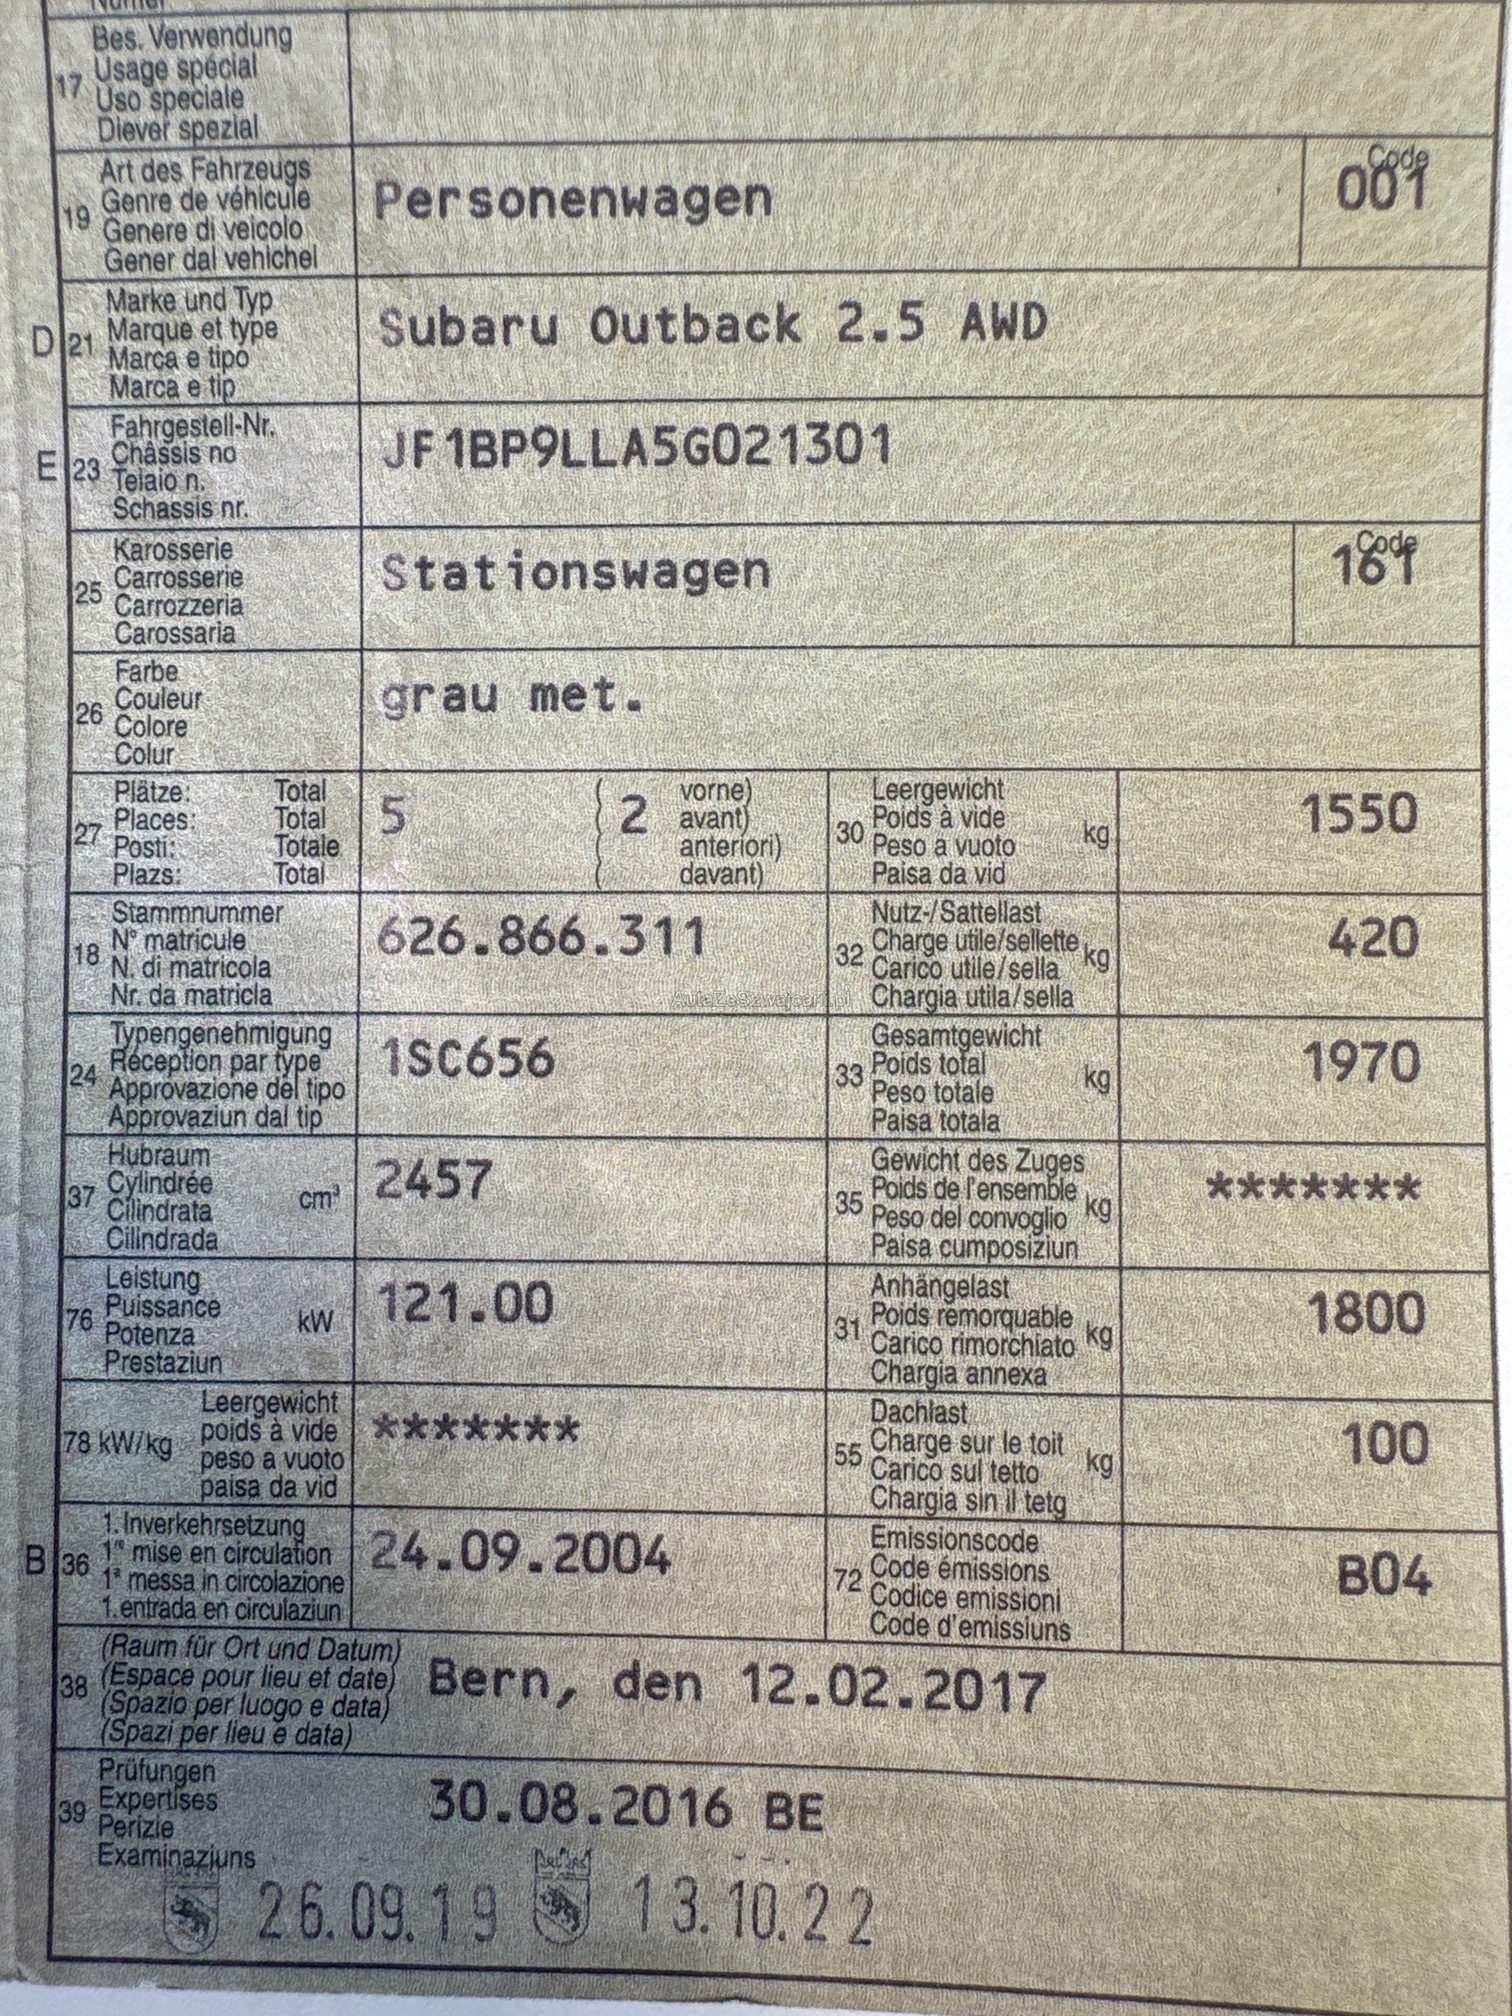 17 Bes. Verwendung
Usage spécial
Uso speciale
Diever spezial
19 Art des Fahrzeugs
Genre de véhicule
Genere di veicolo
Gener dal vehichel
Personenwagen
Code
001
D 21 Marke und Typ
Marque et type
Marca e tipo
Marca e tip
Subaru Outback 2.5 AWD
E 23 Fahrgestell-Nr.
Châssis no
Telaio n.
Schassis nr.
JF1BP9LLA5G021301
25 Karosserie
Carrosserie
Carrozzeria
Carossaria
Stationswagen
Code
161
26 Farbe
Couleur
Colore
Colur
grau met.
27 Plätze: Total
Places: Total
Posti: Totale
Plazs: Total
5 ( 2 vorne)
avant)
anteriori)
( davant)
30 Leergewicht
Poids à vide kg
Peso a vuoto
Paisa da vid
1550
18 Stammnummer
N° matricule
N. di matricola
Nr. da matricla
626.866.311
32 Nutz-/Sattellast
Charge utile/sellette kg
Carico utile/sella
Chargia utila/sella
420
AutaZeSzwajcarii.pl
24 Typengenehmigung
Réception par type
Approvazione del tipo
Approvaziun dal tip
1SC656
33 Gesamtgewicht
Poids total kg
Peso totale
Paisa totala
1970
37 Hubraum
Cylindrée cm³
Cilindrata
Cilindrada
2457
35 Gewicht des Zuges
Poids de l'ensemble kg
Peso del convoglio
Paisa cumposiziun
*******
76 Leistung
Puissance kW
Potenza
Prestaziun
121.00
31 Anhängelast
Poids remorquable kg
Carico rimorchiato
Chargia annexa
1800
78 kW/kg Leergewicht
poids à vide
peso a vuoto
paisa da vid
*******
55 Dachlast
Charge sur le toit kg
Carico sul tetto
Chargia sin il tetg
100
B 36 1. Inverkehrsetzung
1re mise en circulation
1a messa in circolazione
1. entrada en circulaziun
24.09.2004
72 Emissionscode
Code émissions
Codice emissioni
Code d'emissiuns
B04
38 (Raum für Ort und Datum)
(Espace pour lieu et date)
(Spazio per luogo e data)
(Spazi per lieu e data)
Bern, den 12.02.2017
39 Prüfungen
Expertises
Perizie
Examinaziuns
30.08.2016 BE
26.09.19 13.10.22